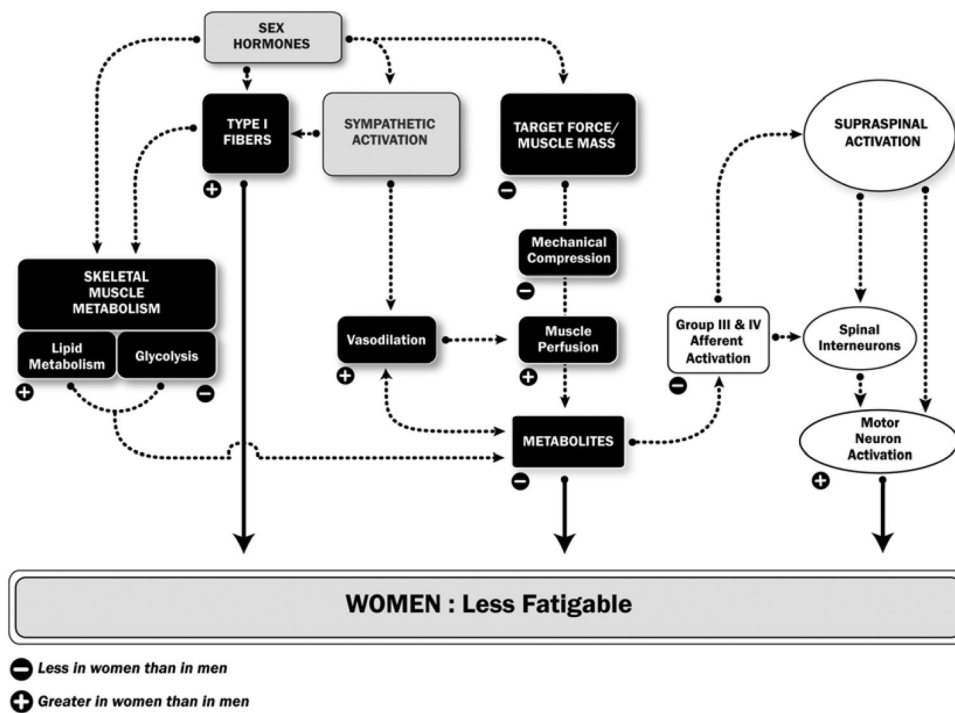 SEX
HORMONES
TYPE I
FIBERS
+
SYMPATHETIC
ACTIVATION
TARGET FORCE/
MUSCLE MASS
−
SUPRASPINAL
ACTIVATION
Mechanical
Compression
−
SKELETAL
MUSCLE
METABOLISM
Lipid
Metabolism
+
Glycolysis
−
Vasodilation
+
Muscle
Perfusion
+
Group III & IV
Afferent
Activation
−
Spinal
Interneurons
METABOLITES
−
Motor
Neuron
Activation
+
WOMEN : Less Fatigable
− Less in women than in men
+ Greater in women than in men